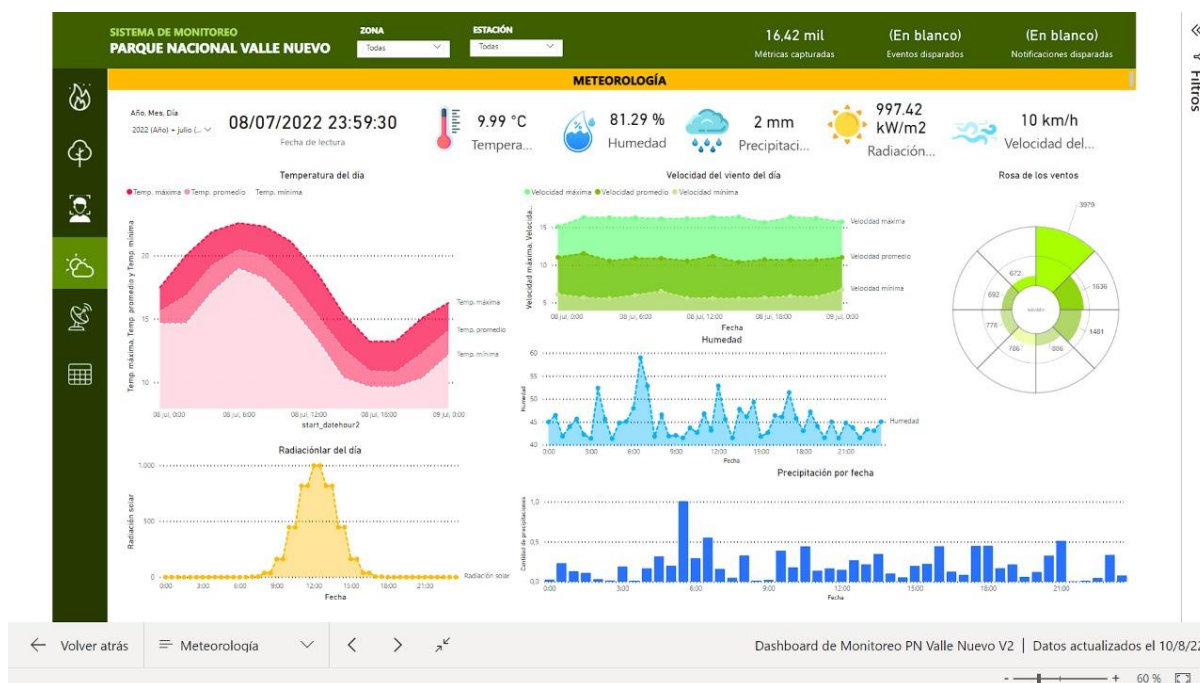 SISTEMA DE MONITOREO
PARQUE NACIONAL VALLE NUEVO
ZONA
Todas
ESTACIÓN
Todas
16,42 mil
Métricas capturadas
(En blanco)
Eventos disparados
(En blanco)
Notificaciones disparadas
Filtros
METEOROLOGÍA
Año, Mes, Día
2022 (Año) + julio (...
08/07/2022 23:59:30
Fecha de lectura
9.99 °C
Tempera...
81.29 %
Humedad
2 mm
Precipitaci...
997.42
kW/m2
Radiación...
10 km/h
Velocidad del...
Temperatura del día
Temp. máxima Temp. promedio Temp. mínima
Temp. máxima, Temp. promedio y Temp. mínima
20
15
10
Temp. máxima
Temp. promedio
Temp. mínima
08 jul, 0:00 08 jul, 6:00 08 jul, 12:00 08 jul, 18:00 09 jul, 0:00
start_datehour2
Velocidad del viento del día
Velocidad máxima Velocidad promedio Velocidad mínima
Velocidad máxima, Velocida...
15
10
5
Velocidad máxima
Velocidad promedio
Velocidad mínima
08 jul, 0:00 08 jul, 6:00 08 jul, 12:00 08 jul, 18:00 09 jul, 0:00
Fecha
Rosa de los ventos
3979
1636
1481
806
786
778
692
672
Humedad
Humedad
60
55
50
45
40
Humedad
0:00 3:00 6:00 9:00 12:00 15:00 18:00 21:00
Fecha
Radiaciónlar del día
Radiación solar
1.000
500
0
Radiación solar
0:00 3:00 6:00 9:00 12:00 15:00 18:00 21:00
Fecha
Precipitación por fecha
Cantidad de precipitaciones
1,0
0,5
0,0
0:00 3:00 6:00 9:00 12:00 15:00 18:00 21:00
Fecha
Volver atrás
Meteorología
Dashboard de Monitoreo PN Valle Nuevo V2 | Datos actualizados el 10/8/22
- + 60 %